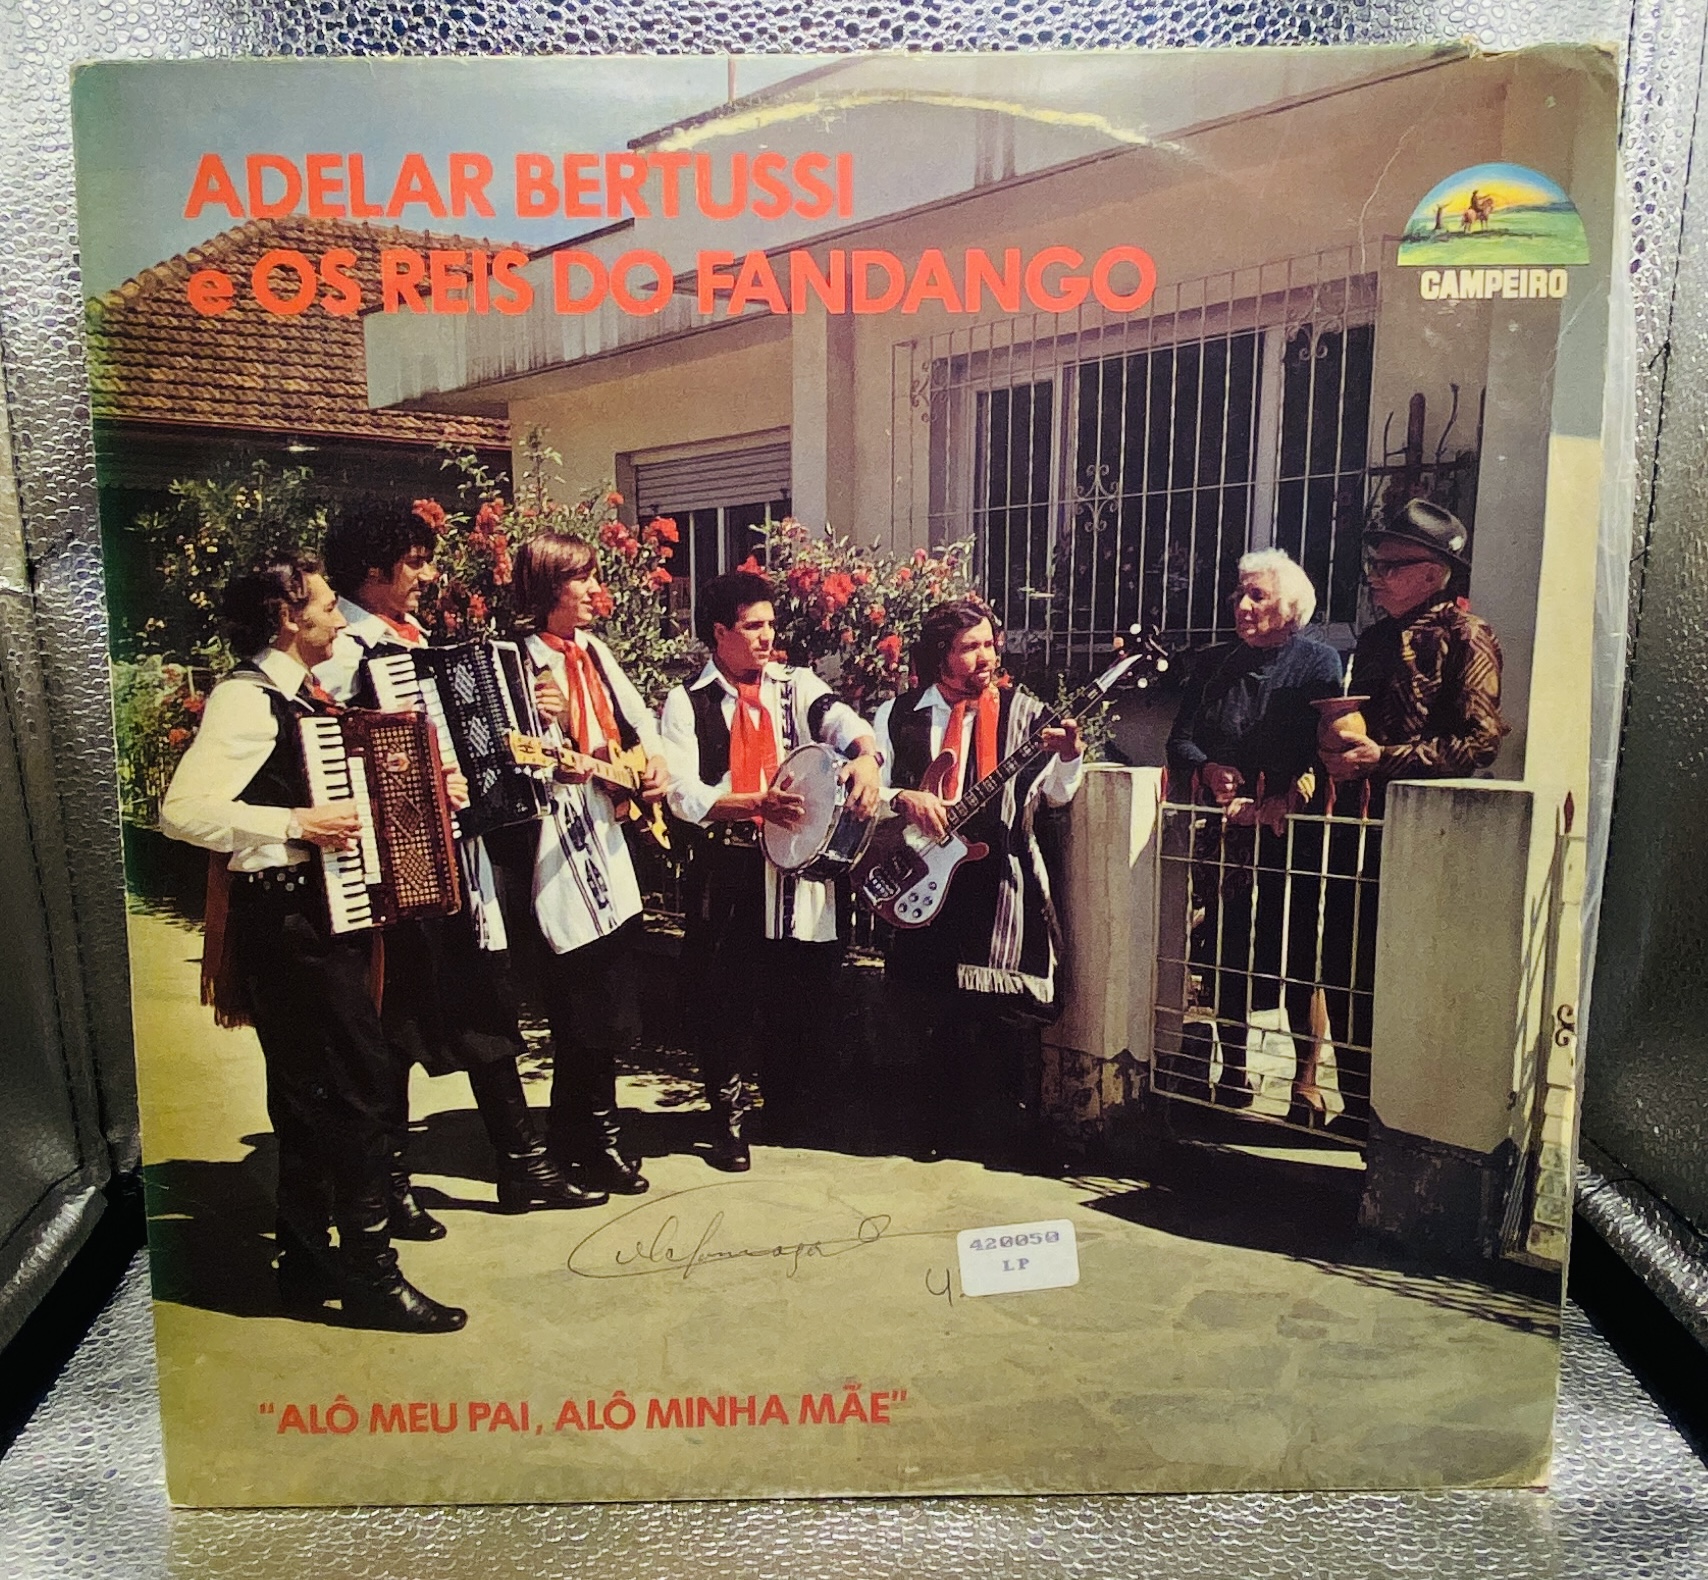 ADELAR BERTUSSI
e OS REIS DO FANDANGO
CAMPEIRO
420050
LP
"ALÔ MEU PAI, ALÔ MINHA MÃE"